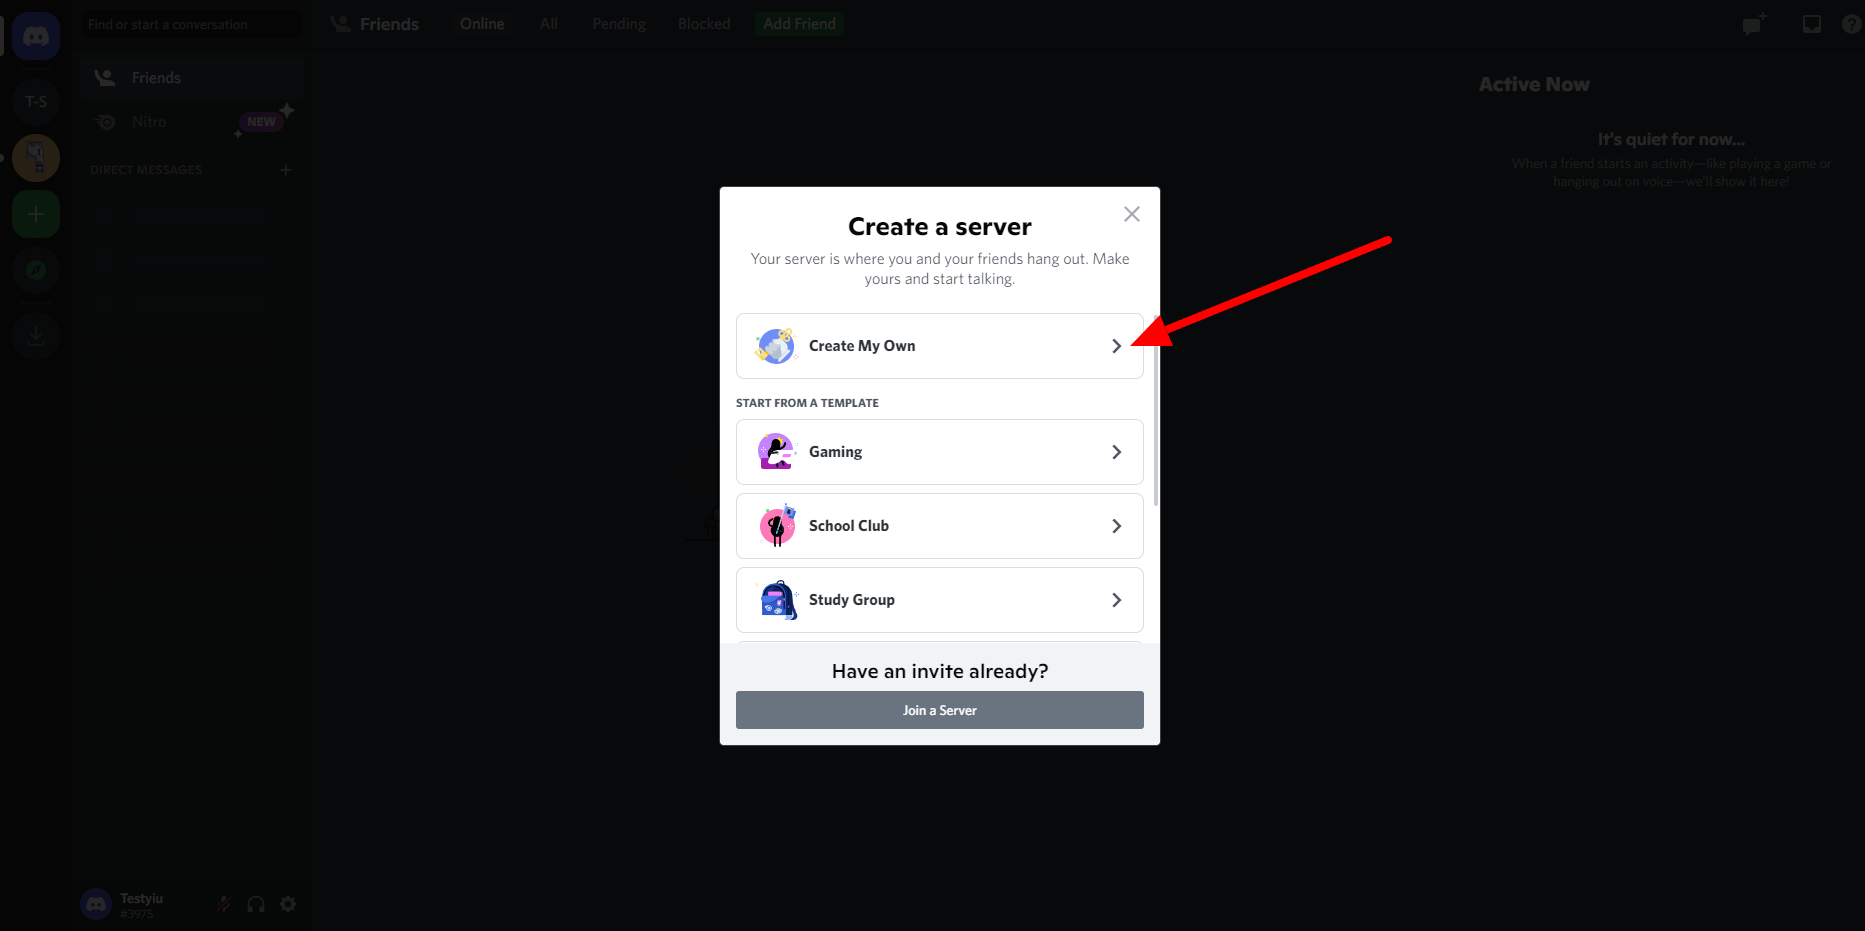 Find or start a conversation
Friends
Online
All
Pending
Blocked
Add Friend
T-S
Friends
Nitro
NEW
DIRECT MESSAGES
Active Now
It's quiet for now...
When a friend starts an activity—like playing a game or
hanging out on voice—we'll show it here!
Create a server
Your server is where you and your friends hang out. Make
yours and start talking.
Create My Own
START FROM A TEMPLATE
Gaming
School Club
Study Group
Have an invite already?
Join a Server
Testyiu
#3975